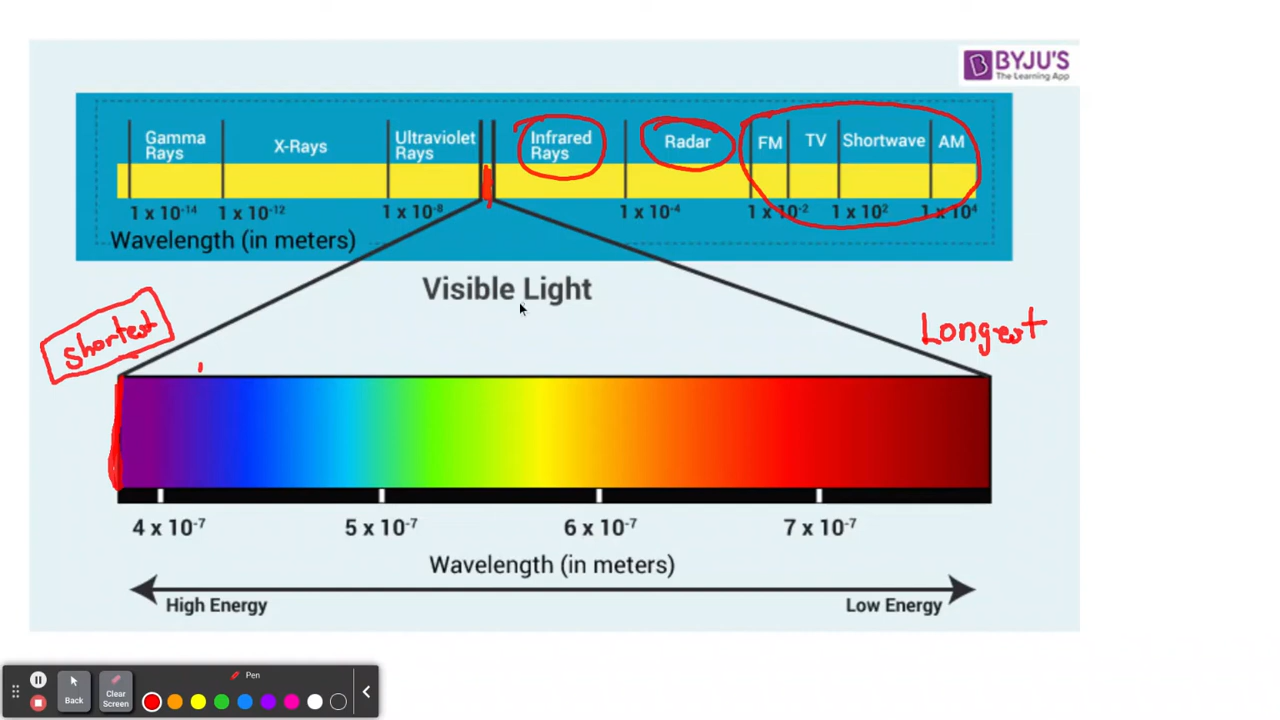 BYJU'S
The Learning App
Gamma Rays
X-Rays
Ultraviolet Rays
Infrared Rays
Radar
FM
TV
Shortwave
AM
1 x 10⁻¹⁴
1 x 10⁻¹²
1 x 10⁻⁸
1 x 10⁻⁴
1 x 10⁻²
1 x 10²
1 x 10⁴
Wavelength (in meters)
Visible Light
shortest
Longest
4 x 10⁻⁷
5 x 10⁻⁷
6 x 10⁻⁷
7 x 10⁻⁷
Wavelength (in meters)
High Energy
Low Energy
Pen
Back
Clear
Screen